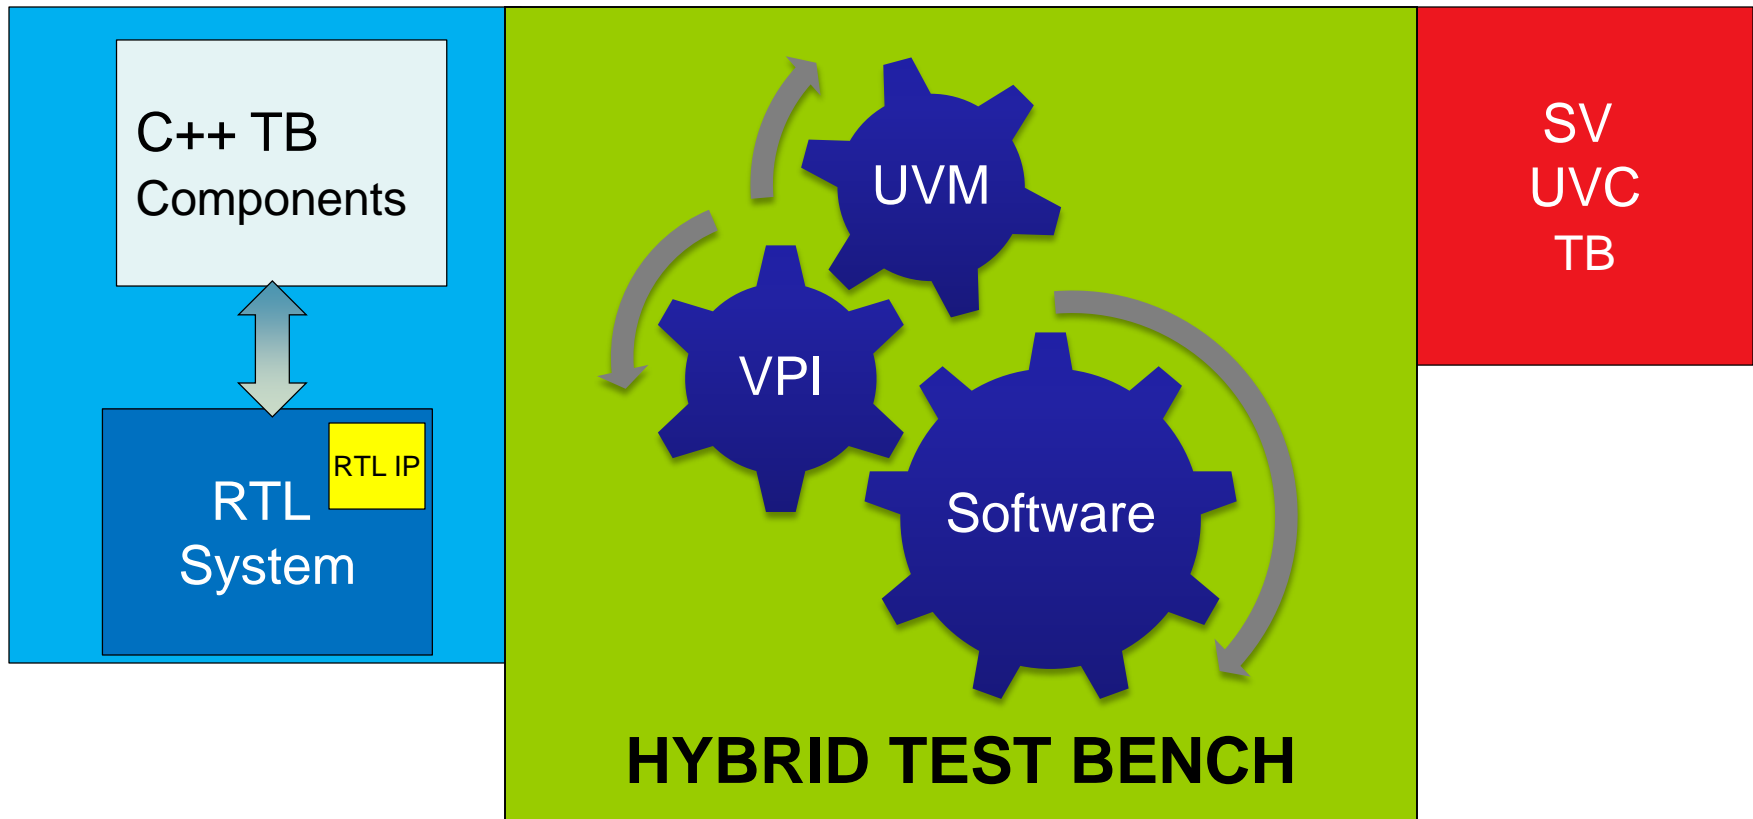 C++ TB
Components
RTL IP
RTL
System
UVM
VPI
Software
HYBRID TEST BENCH
SV
UVC
TB